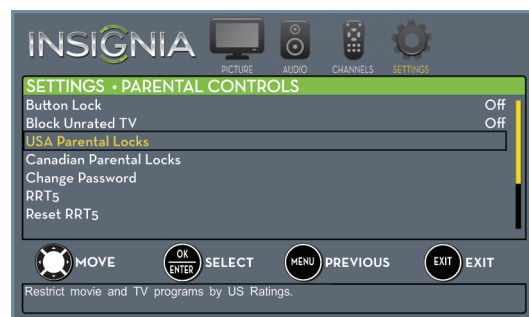 INSIGNIA
PICTURE AUDIO CHANNELS SETTINGS
SETTINGS • PARENTAL CONTROLS
Button Lock Off
Block Unrated TV Off
USA Parental Locks
Canadian Parental Locks
Change Password
RRT5
Reset RRT5
MOVE OK ENTER SELECT MENU PREVIOUS EXIT EXIT
Restrict movie and TV programs by US Ratings.